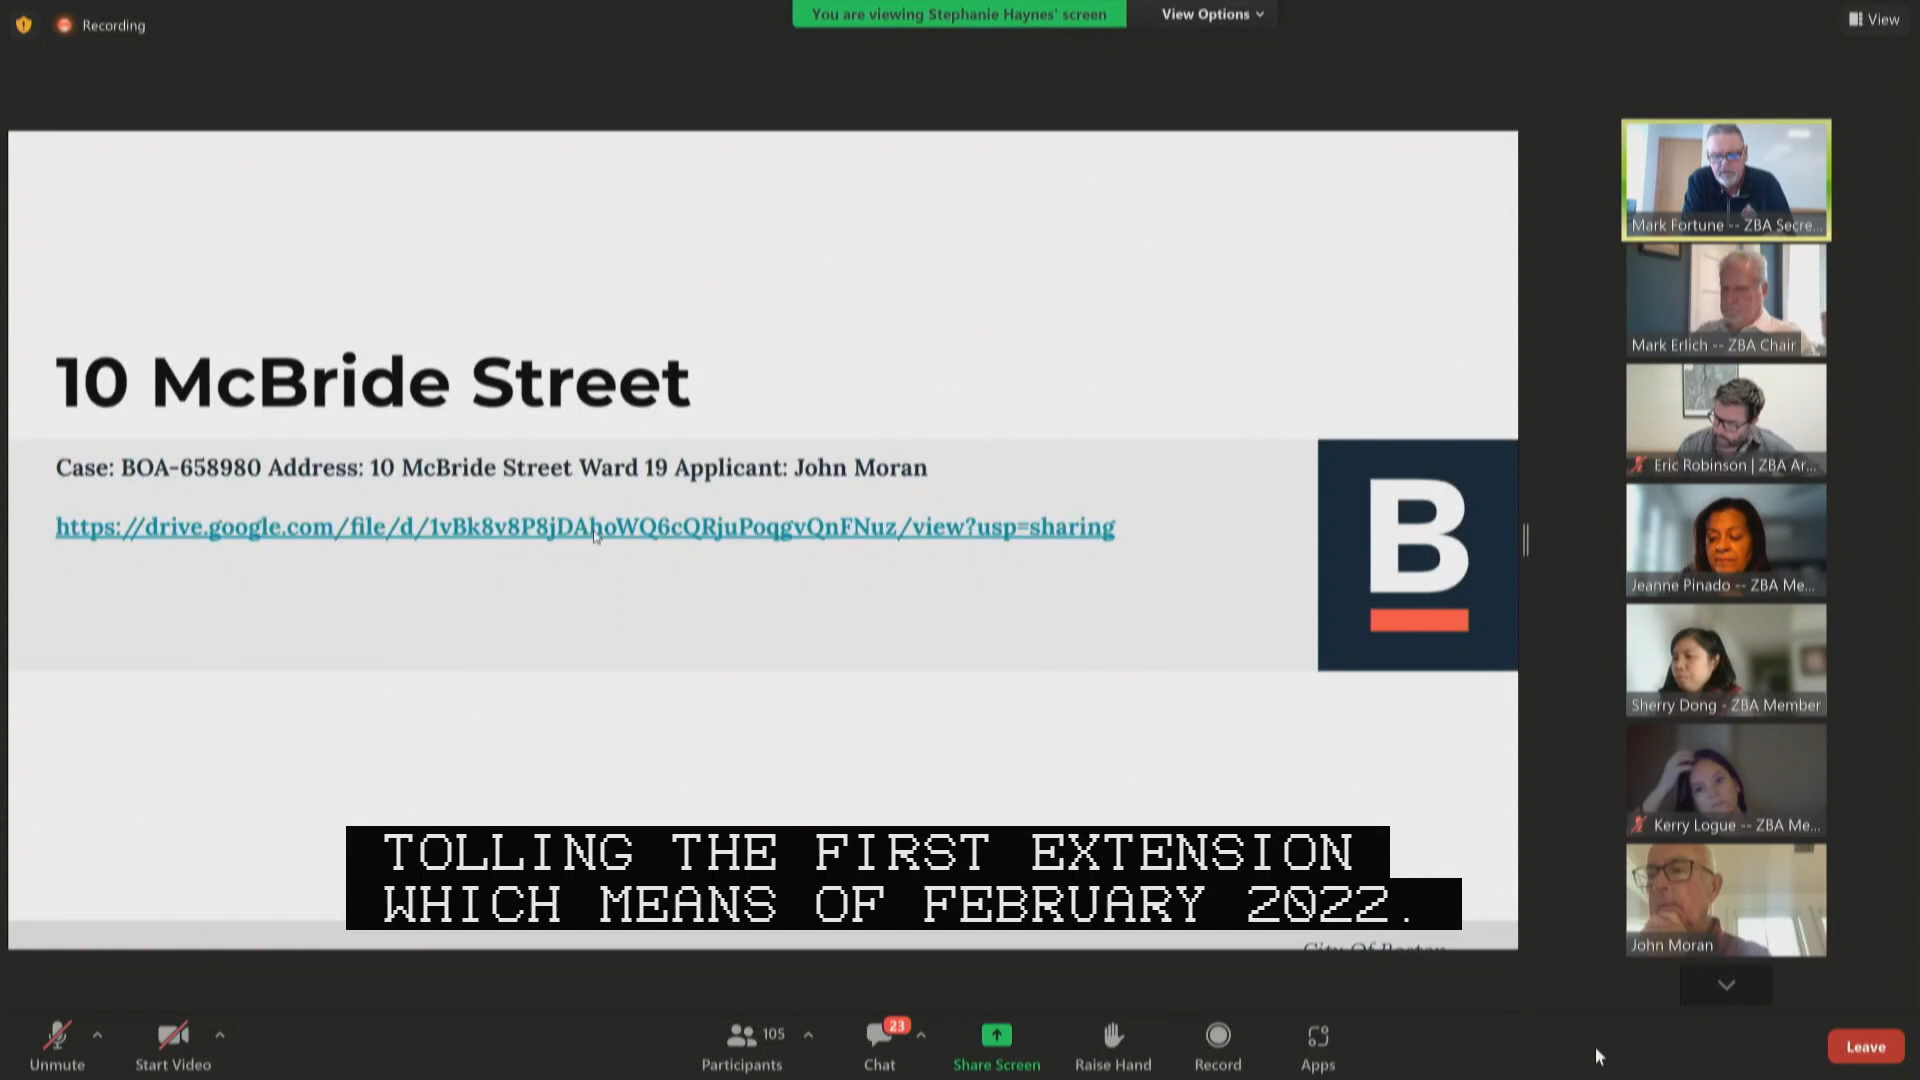 Recording
You are viewing Stephanie Haynes' screen
View Options
View
10 McBride Street
Case: BOA-658980 Address: 10 McBride Street Ward 19 Applicant: John Moran
https://drive.google.com/file/d/1vBk8v8P8jDAhoWQ6cQRjuPoqgvQnFNuz/view?usp=sharing
B
TOLLING THE FIRST EXTENSION
WHICH MEANS OF FEBRUARY 2022.
City Of Boston
Mark Fortune -- ZBA Secre...
Mark Erlich -- ZBA Chair
Eric Robinson | ZBA Ar...
Jeanne Pinado -- ZBA Me...
Sherry Dong - ZBA Member
Kerry Logue -- ZBA Me...
John Moran
Unmute
Start Video
105
Participants
23
Chat
Share Screen
Raise Hand
Record
Apps
Leave